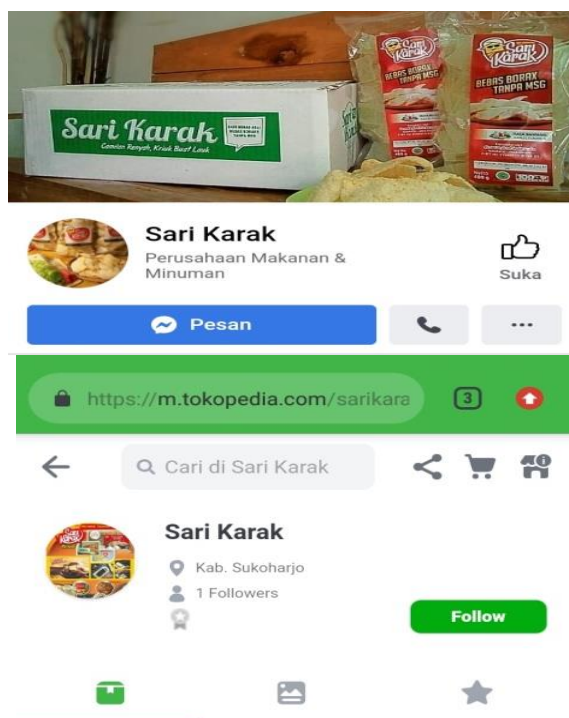 Sari Karak
Camilan Renyah, Kriuk Buat Lauk
Sari Karak
BEBAS BORAX
TANPA MSG
Sari Karak
BEBAS BORAX
TANPA MSG
Sari Karak
Perusahaan Makanan &
Minuman
Suka
Pesan
https://m.tokopedia.com/sarikara
3
Cari di Sari Karak
Sari Karak
Kab. Sukoharjo
1 Followers
Follow